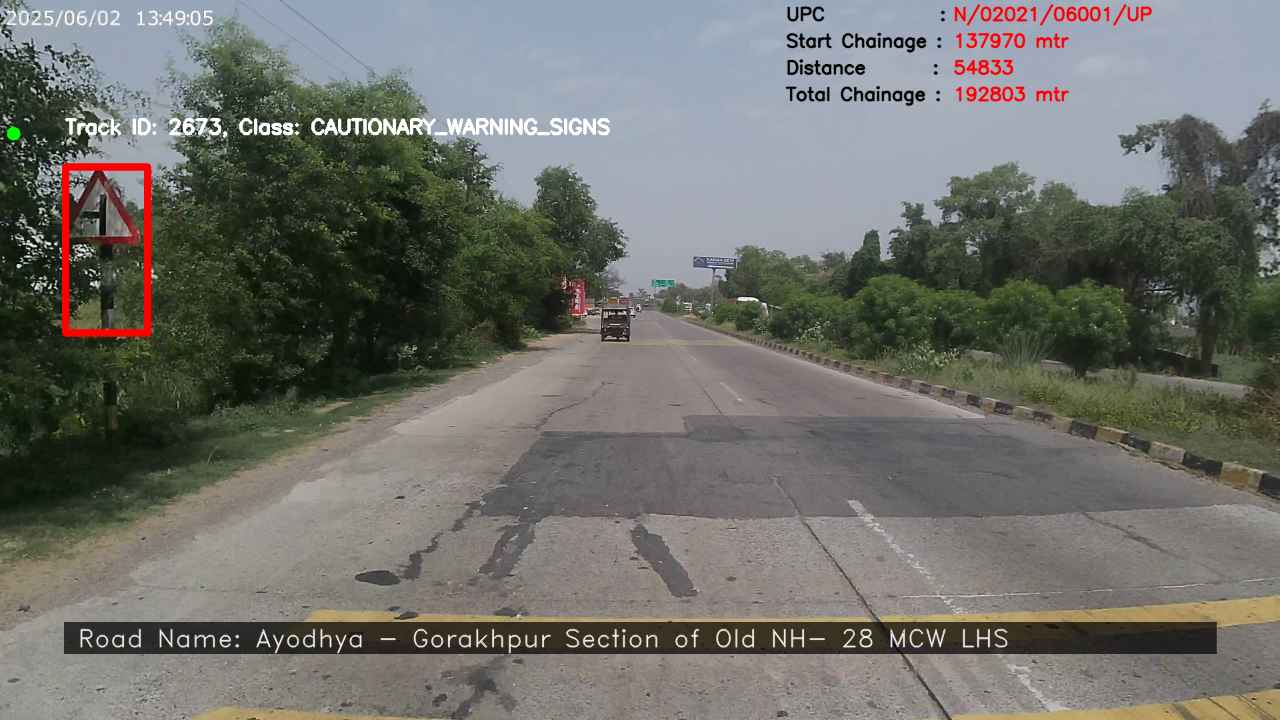 2025/06/02 13:49:05
UPC : N/02021/06001/UP
Start Chainage : 137970 mtr
Distance : 54833
Total Chainage : 192803 mtr
Track ID: 2673, Class: CAUTIONARY_WARNING_SIGNS
Road Name: Ayodhya - Gorakhpur Section of Old NH- 28 MCW LHS